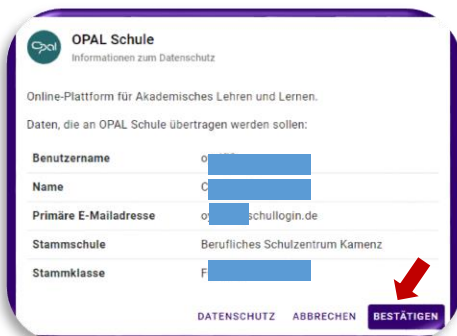 Opal
OPAL Schule
Informationen zum Datenschutz
Online-Plattform für Akademisches Lehren und Lernen.
Daten, die an OPAL Schule übertragen werden sollen:
Benutzername
Name C
Primäre E-Mailadresse schullogin.de
Stammschule Berufliches Schulzentrum Kamenz
Stammklasse F
DATENSCHUTZ ABBRECHEN BESTÄTIGEN